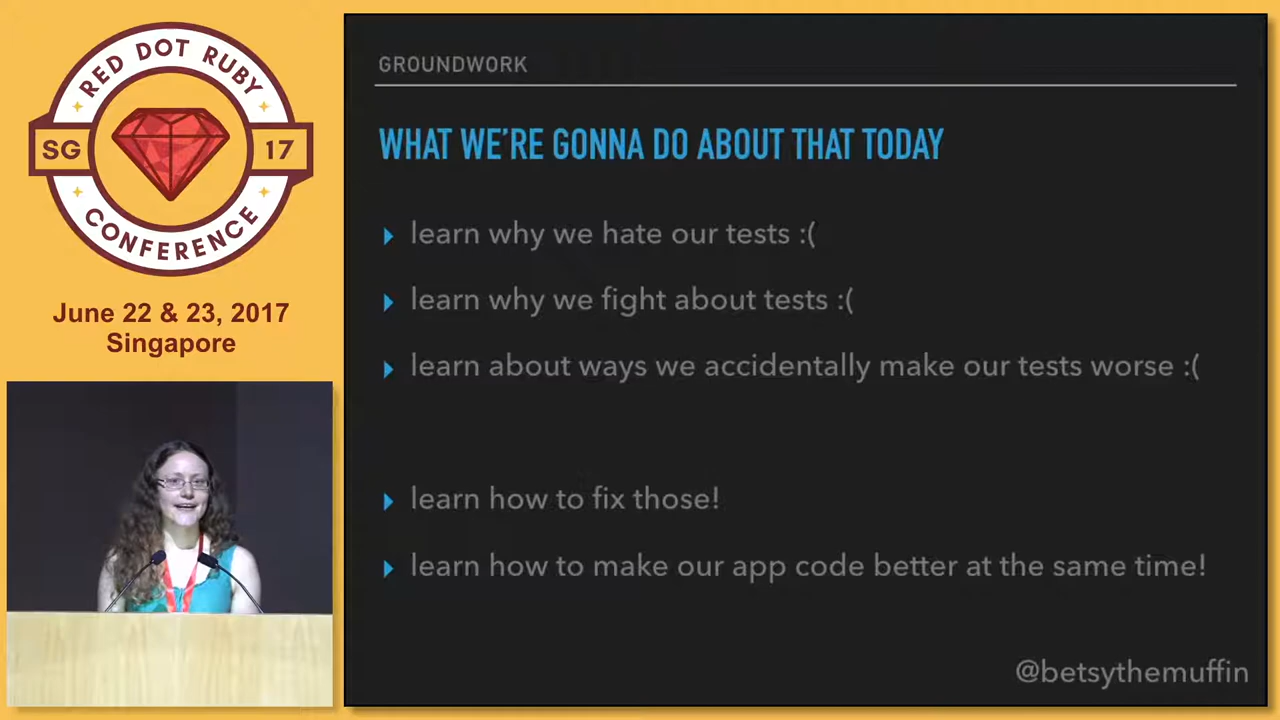 RED DOT RUBY
SG
17
CONFERENCE
June 22 & 23, 2017
Singapore
GROUNDWORK
WHAT WE'RE GONNA DO ABOUT THAT TODAY
learn why we hate our tests :(
learn why we fight about tests :(
learn about ways we accidentally make our tests worse :(
learn how to fix those!
learn how to make our app code better at the same time!
@betsythemuffin